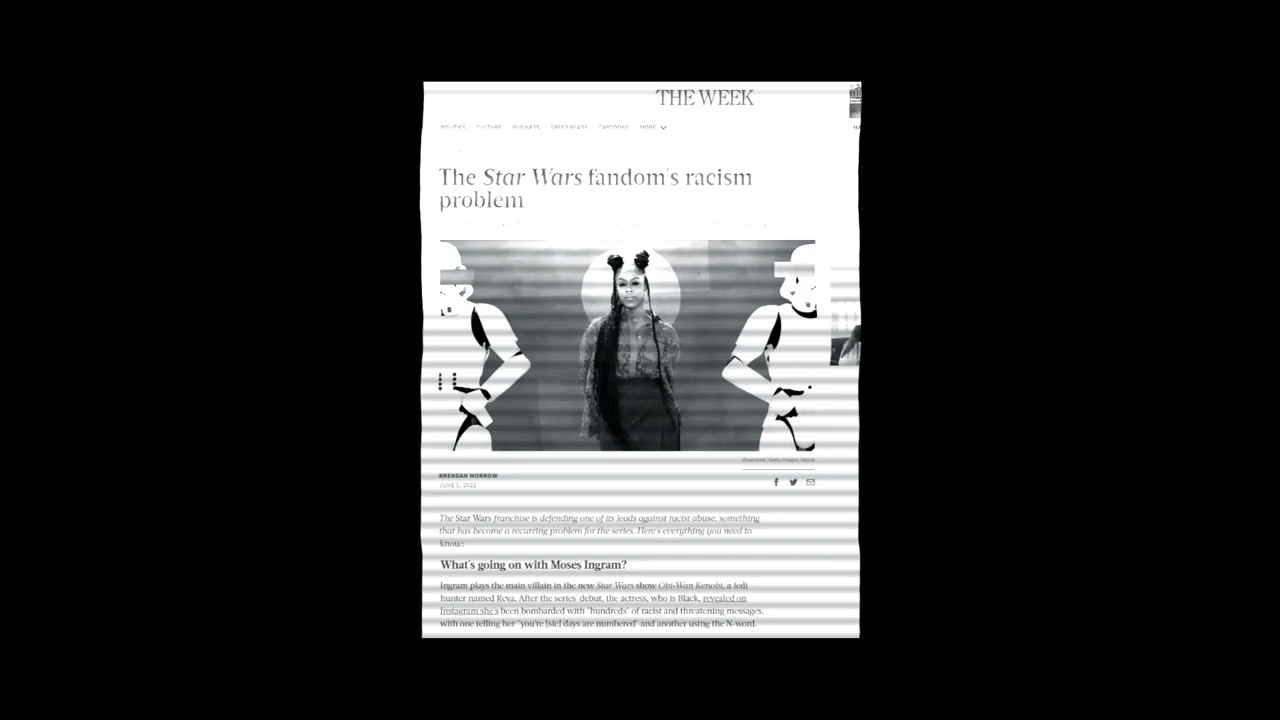 THE WEEK
POLITICS CULTURE BUSINESS SPEED READS CARTOONS MORE
The Star Wars fandom's racism
problem
Illustrated | Getty Images, iStock
BRENDAN MORROW
JUNE 1, 2022
The Star Wars franchise is defending one of its leads against racist abuse, something
that has become a recurring problem for the series. Here's everything you need to
know:
What's going on with Moses Ingram?
Ingram plays the main villain in the new Star Wars show Obi-Wan Kenobi, a Jedi
hunter named Reva. After the series' debut, the actress, who is Black, revealed on
Instagram she's been bombarded with "hundreds" of racist and threatening messages,
with one telling her "you're [sic] days are numbered" and another using the N-word.